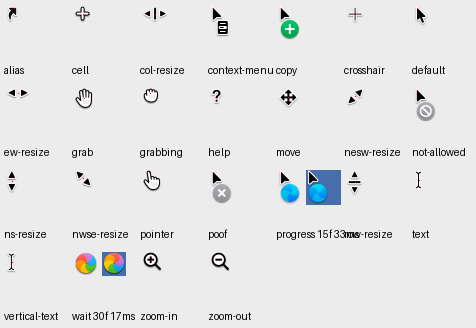 alias cell col-resize context-menu copy crosshair default
ew-resize grab grabbing help move nesw-resize not-allowed
ns-resize nwse-resize pointer poof progress 15f 33ms row-resize text
vertical-text wait 30f 17ms zoom-in zoom-out